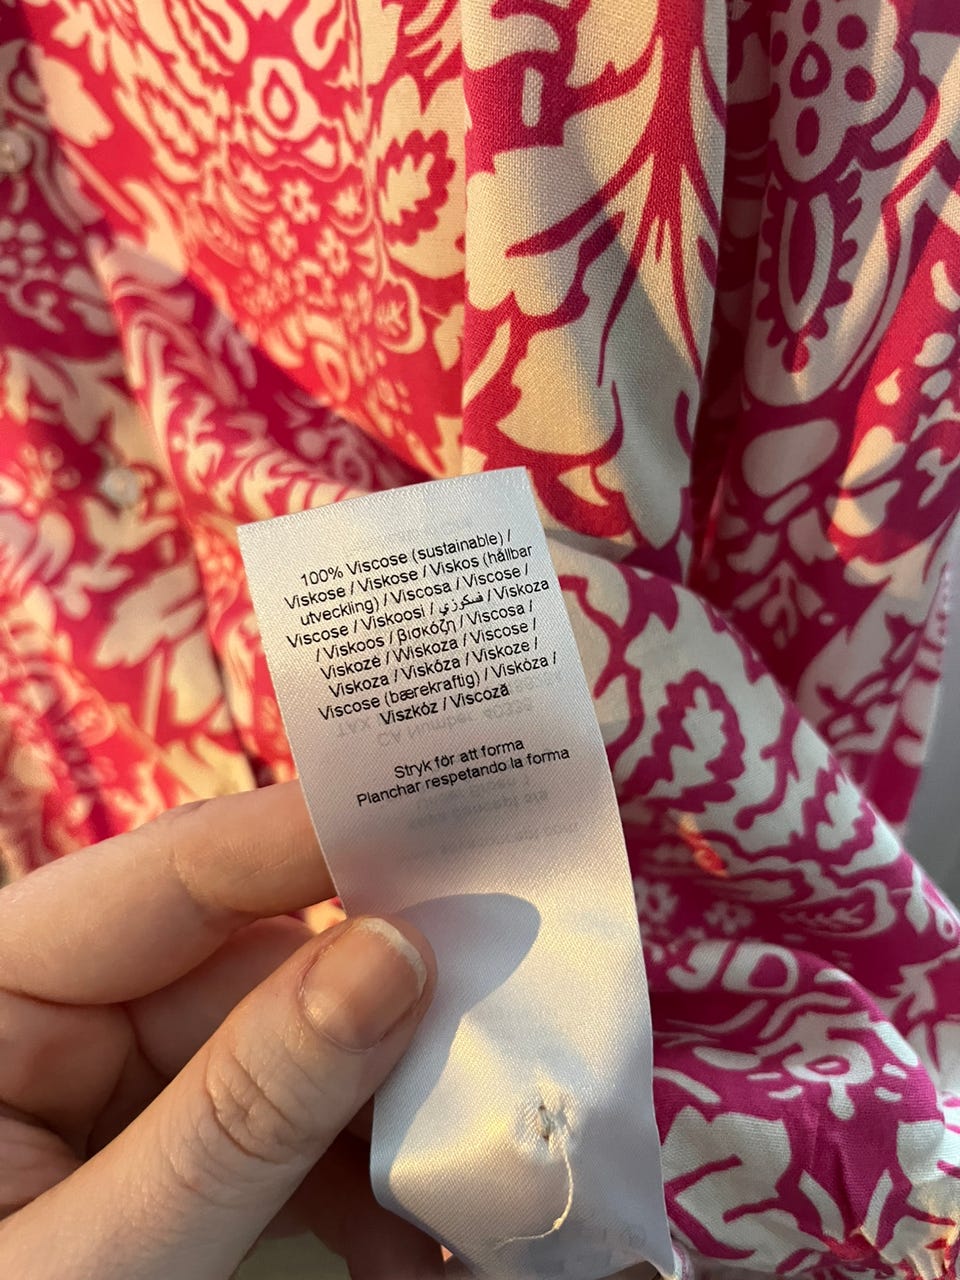 100% Viscose (sustainable) /
Viskose / Viskose / Viskos (hållbar
utveckling) / Viscosa / Viscose /
Viscose / Viskoosi / فسكوزي / Viskoza
/ Viskoos / βισκόζη / Viscosa /
Viskozė / Wiskoza / Viscose /
Viskoza / Viskóza / Viskoze /
Viscose (bærekraftig) / Viskóza /
Viszkóz / Viscoză
Stryk för att forma
Planchar respetando la forma